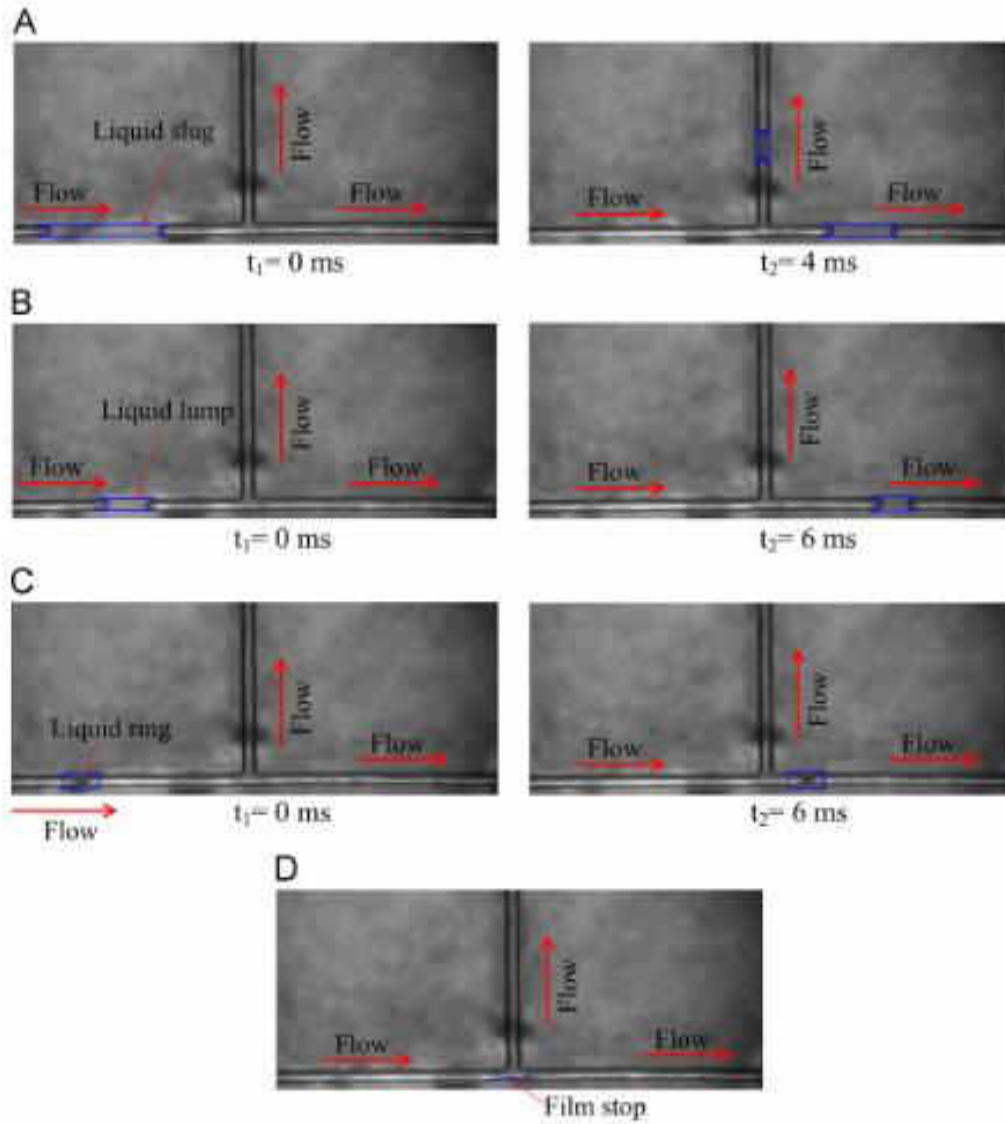 A
Liquid slug
Flow
Flow
Flow
t₁= 0 ms
Flow
Flow
Flow
t₂= 4 ms
B
Liquid lump
Flow
Flow
Flow
t₁= 0 ms
Flow
Flow
Flow
t₂= 6 ms
C
Liquid ring
Flow
Flow
Flow
t₁= 0 ms
Flow
Flow
Flow
t₂= 6 ms
D
Flow
Flow
Flow
Film stop